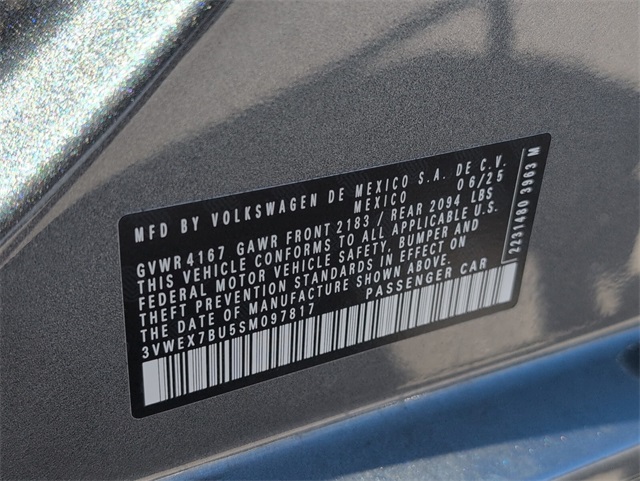 MFD BY VOLKSWAGEN DE MEXICO S.A. DE C.V.
MEXICO 06/25
GVWR 4167 GAWR FRONT 2183 / REAR 2094 LBS
THIS VEHICLE CONFORMS TO ALL APPLICABLE U.S.
FEDERAL MOTOR VEHICLE SAFETY, BUMPER AND
THEFT PREVENTION STANDARDS IN EFFECT ON
THE DATE OF MANUFACTURE SHOWN ABOVE.
3VWEX7BU5SM097817 PASSENGER CAR
2231480 3963 M